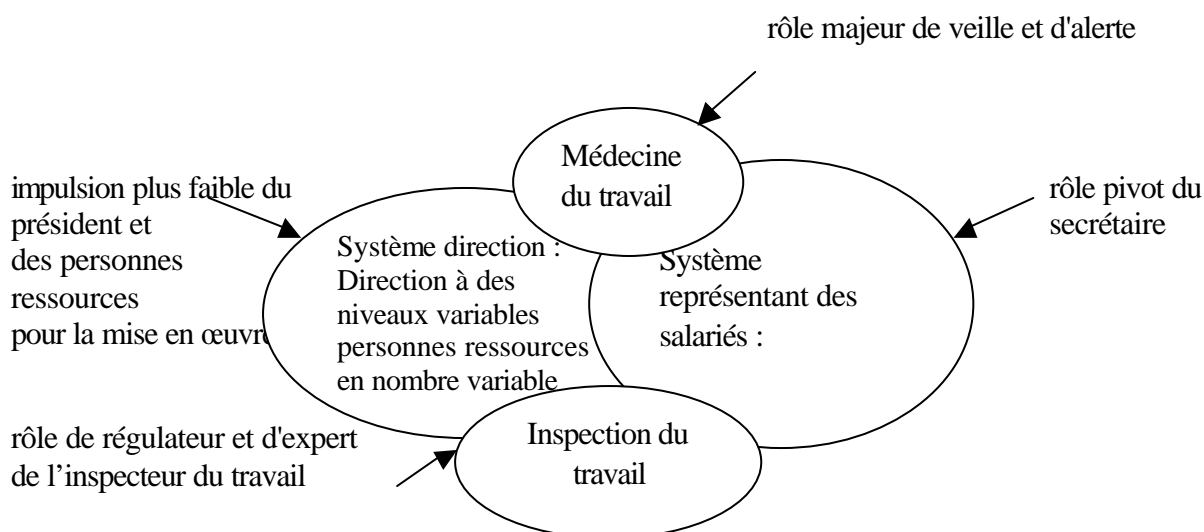 rôle majeur de veille et d'alerte
Médecine
du travail
impulsion plus faible du
président et
des personnes
ressources
pour la mise en œuvre
rôle pivot du
secrétaire
Système direction :
Direction à des
niveaux variables
personnes ressources
en nombre variable
Système
représentant des
salariés :
rôle de régulateur et d'expert
de l’inspecteur du travail
Inspection du
travail